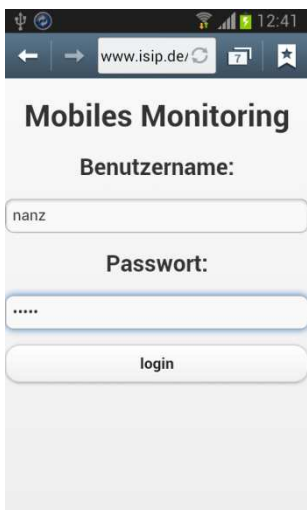 12:41
www.isip.de/
7
Mobiles Monitoring
Benutzername:
nanz
Passwort:
•••••
login